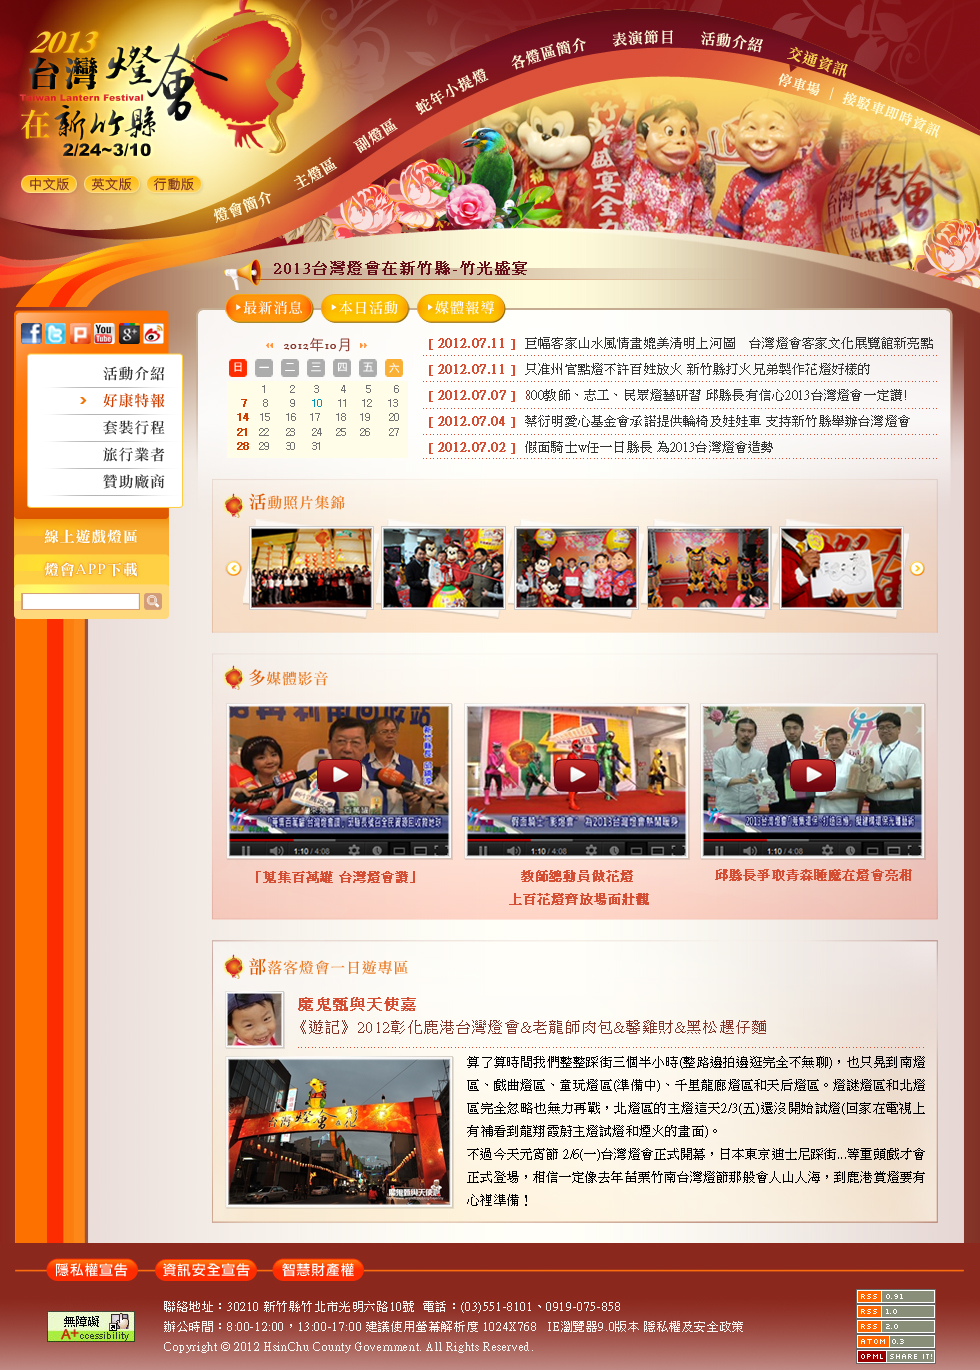 2013
台灣燈會
Taiwan Lantern Festival
在新竹縣
2/24~3/10
中文版 英文版 行動版
燈會簡介 主燈區 副燈區 蛇年小提燈 各燈區簡介 表演節目 活動介紹 交通資訊
停車場 | 接駁車即時資訊
2013台灣燈會在新竹縣-竹光盛宴
最新消息 本日活動 媒體報導
You Tube
活動介紹
好康特報
套裝行程
旅行業者
贊助廠商
線上遊戲燈區
燈會APP下載
2012年10月
日 一 二 三 四 五 六
1 2 3 4 5 6
7 8 9 10 11 12 13
14 15 16 17 18 19 20
21 22 23 24 25 26 27
28 29 30 31
[ 2012.07.11 ] 巨幅客家山水風情畫媲美清明上河圖 台灣燈會客家文化展覽館新亮點
[ 2012.07.11 ] 只准州官點燈不許百姓放火 新竹縣打火兄弟製作花燈好樣的
[ 2012.07.07 ] 800教師、志工、民眾燈藝研習 邱縣長有信心2013台灣燈會一定讚!
[ 2012.07.04 ] 蔡衍明愛心基金會承諾提供輪椅及娃娃車 支持新竹縣舉辦台灣燈會
[ 2012.07.02 ] 假面騎士w任一日縣長 為2013台灣燈會造勢
活動照片集錦
多媒體影音
1:10 / 4:08
1:10 / 4:08
1:10 / 4:08
「蒐集百萬罐 台灣燈會讚」
教師總動員做花燈
上百花燈齊放場面壯觀
邱縣長爭取青森睡魔在燈會亮相
部落客燈會一日遊專區
魔鬼甄與天使嘉
《遊記》2012彰化鹿港台灣燈會&老龍師肉包&馨雞財&黑松趖仔麵
算了算時間我們整整踩街三個半小時(整路邊拍邊逛完全不無聊)，也只晃到南燈
區、戲曲燈區、童玩燈區(準備中)、千里龍廊燈區和天后燈區。燈謎燈區和北燈
區完全忽略也無力再戰，北燈區的主燈這天2/3(五)還沒開始試燈(回家在電視上
有補看到龍翔霞蔚主燈試燈和煙火的畫面)。
不過今天元宵節 2/6(一)台灣燈會正式開幕，日本東京迪士尼踩街...等重頭戲才會
正式登場，相信一定像去年苗栗竹南台灣燈節那般會人山人海，到鹿港賞燈要有
心裡準備！
魔鬼甄與天使嘉
隱私權宣告 資訊安全宣告 智慧財產權
無障礙
A+ccessibility
聯絡地址：30210 新竹縣竹北市光明六路10號 電話：(03)551-8101、0919-075-858
辦公時間：8:00-12:00，13:00-17:00 建議使用螢幕解析度 1024X768 IE瀏覽器9.0版本 隱私權及安全政策
Copyright © 2012 HsinChu County Government. All Rights Reserved.
RSS 0.91
RSS 1.0
RSS 2.0
ATOM 0.3
OPML SHARE IT!